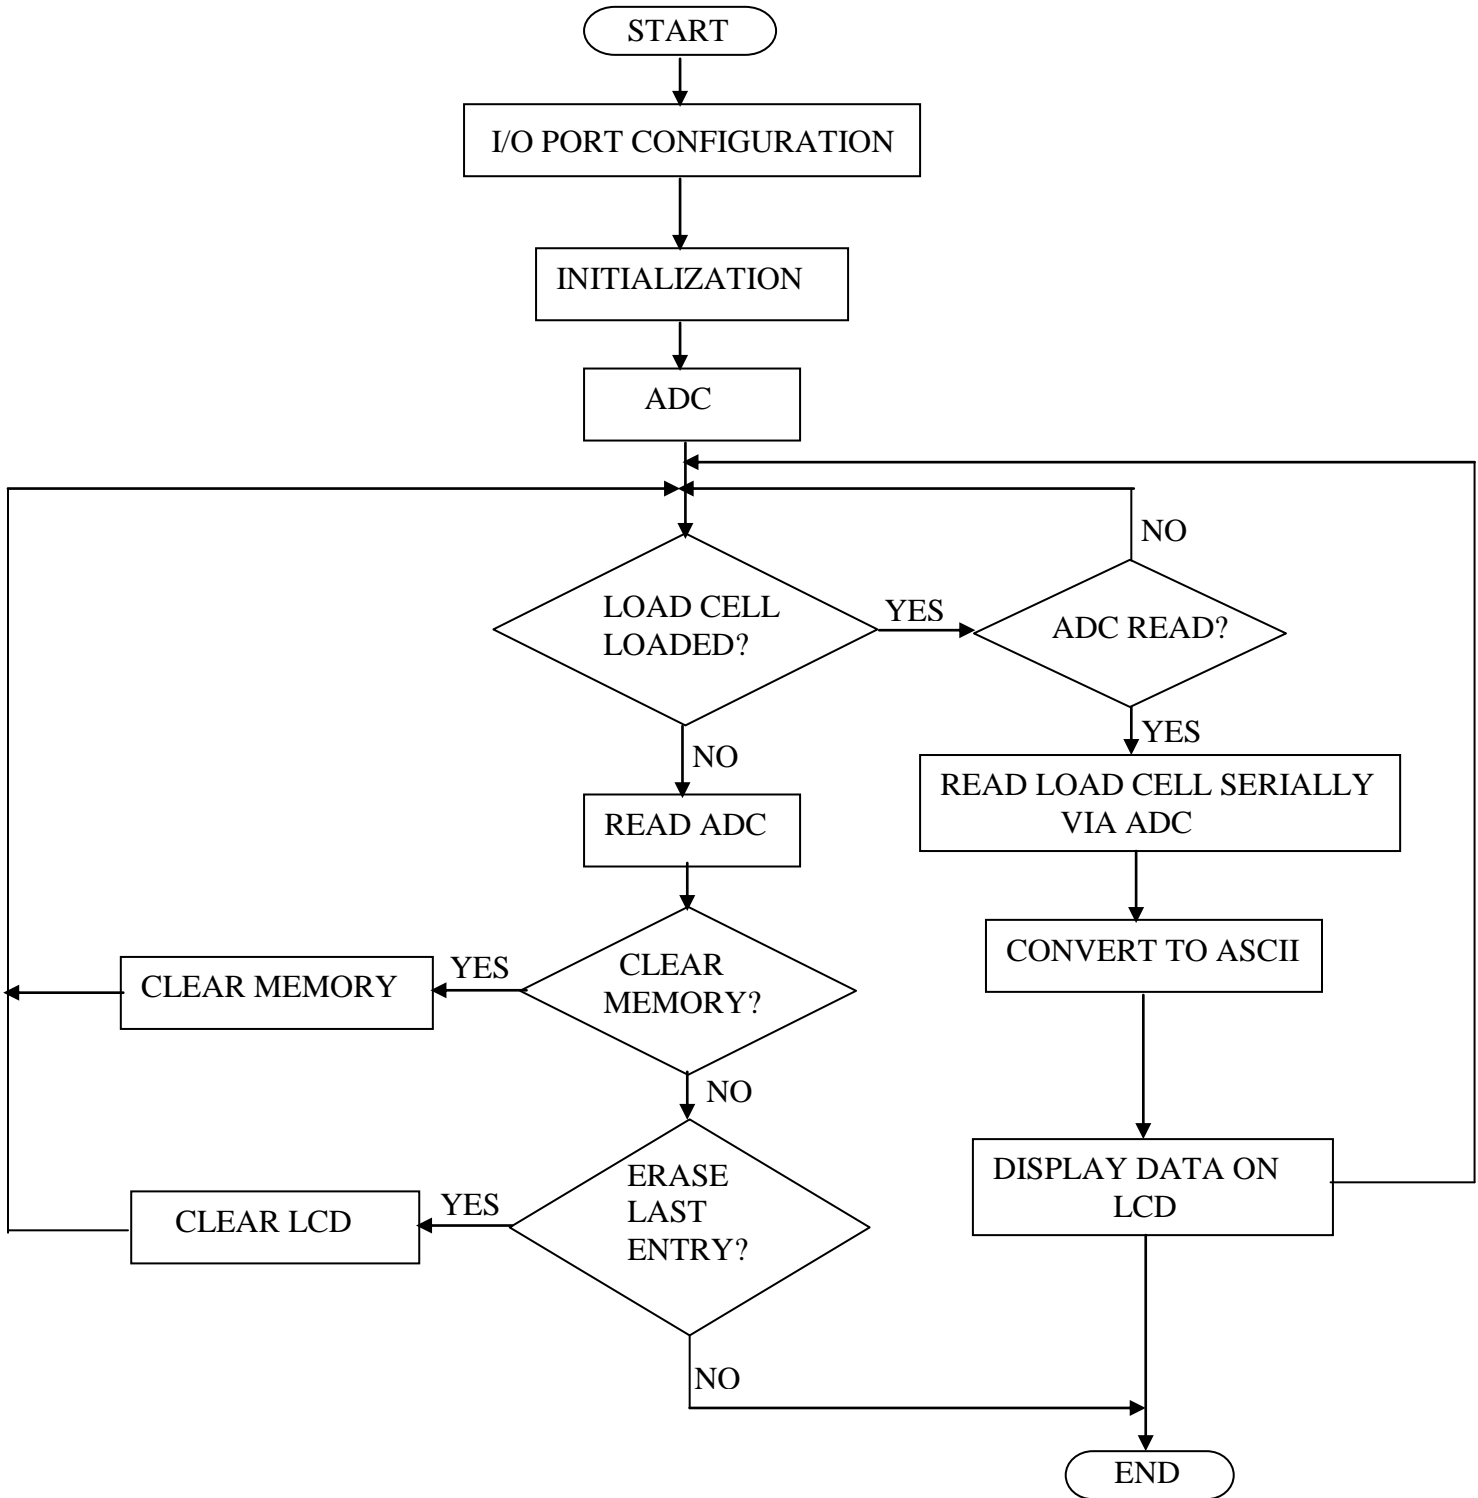 START
I/O PORT CONFIGURATION
INITIALIZATION
ADC
NO
LOAD CELL
LOADED?
YES
ADC READ?
NO
YES
READ ADC
READ LOAD CELL SERIALLY
VIA ADC
CLEAR MEMORY
YES
CLEAR
MEMORY?
CONVERT TO ASCII
NO
CLEAR LCD
YES
ERASE
LAST
ENTRY?
DISPLAY DATA ON
LCD
NO
END